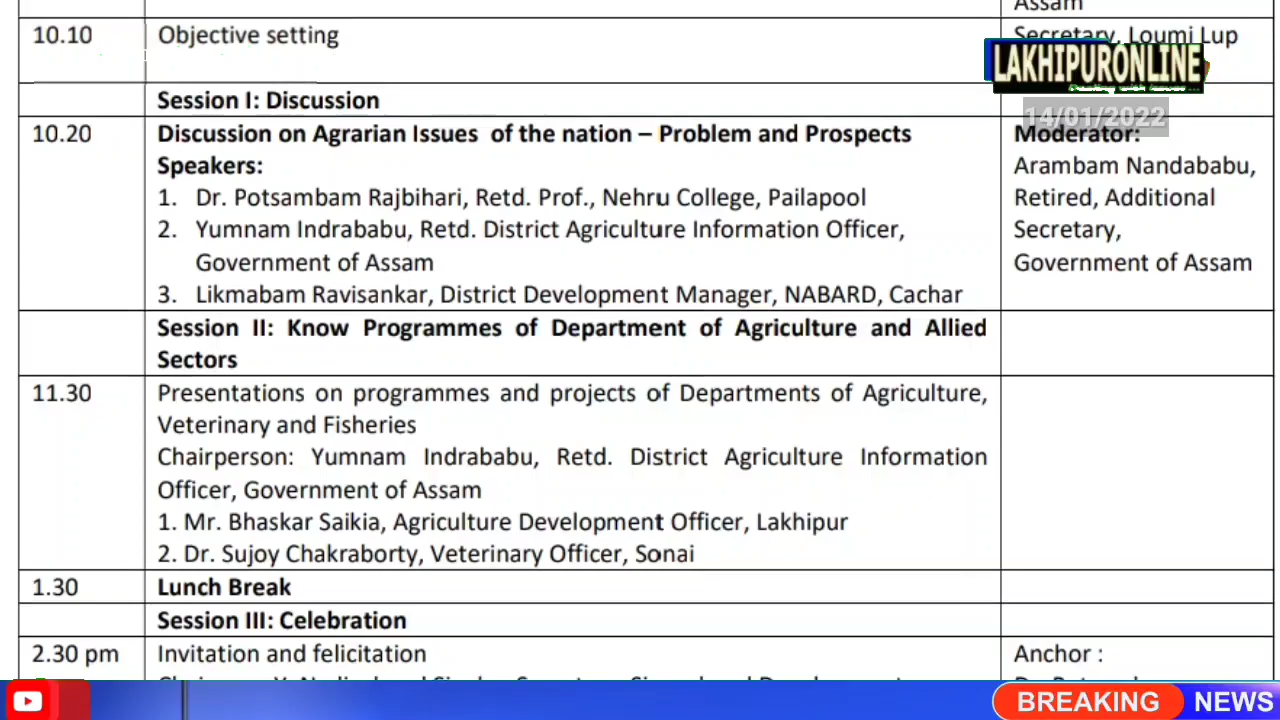 Assam
10.10 Objective setting Secretary, Loumi Lup
LAKHIPURONLINE
14/01/2022
Session I: Discussion
10.20 Discussion on Agrarian Issues of the nation – Problem and Prospects Moderator:
Speakers: Arambam Nandababu,
1. Dr. Potsambam Rajbihari, Retd. Prof., Nehru College, Pailapool Retired, Additional
2. Yumnam Indrababu, Retd. District Agriculture Information Officer, Secretary,
Government of Assam Government of Assam
3. Likmabam Ravisankar, District Development Manager, NABARD, Cachar
Session II: Know Programmes of Department of Agriculture and Allied
Sectors
11.30 Presentations on programmes and projects of Departments of Agriculture,
Veterinary and Fisheries
Chairperson: Yumnam Indrababu, Retd. District Agriculture Information
Officer, Government of Assam
1. Mr. Bhaskar Saikia, Agriculture Development Officer, Lakhipur
2. Dr. Sujoy Chakraborty, Veterinary Officer, Sonai
1.30 Lunch Break
Session III: Celebration
2.30 pm Invitation and felicitation Anchor :
BREAKING NEWS